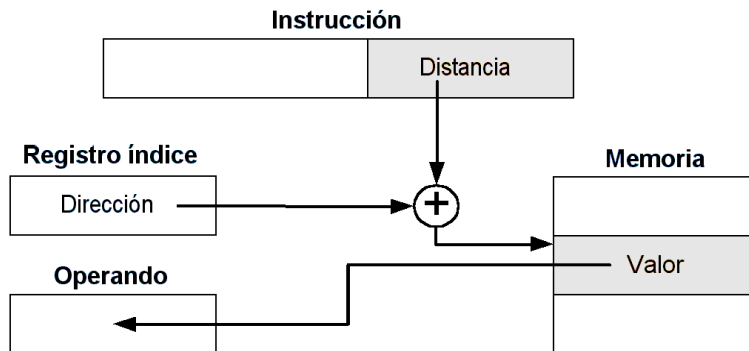 Instrucción
Distancia
Registro índice
Dirección
+
Memoria
Valor
Operando